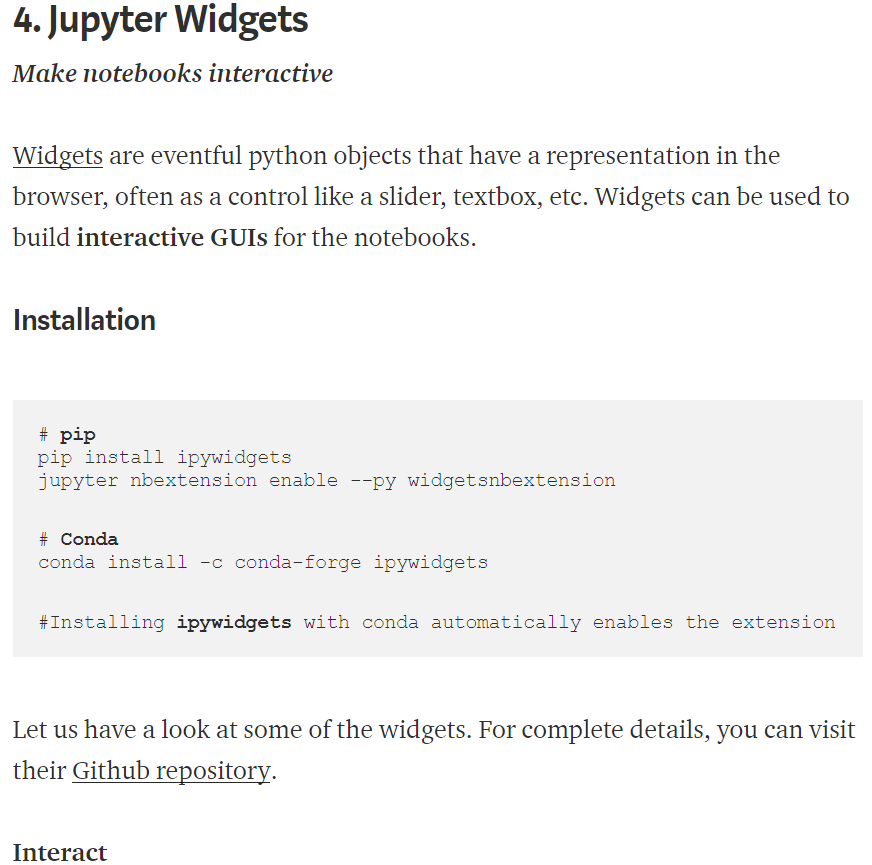 4. Jupyter Widgets
Make notebooks interactive
Widgets are eventful python objects that have a representation in the
browser, often as a control like a slider, textbox, etc. Widgets can be used to
build interactive GUIs for the notebooks.
Installation
# pip
pip install ipywidgets
jupyter nbextension enable --py widgetsnbextension
# Conda
conda install -c conda-forge ipywidgets
#Installing ipywidgets with conda automatically enables the extension
Let us have a look at some of the widgets. For complete details, you can visit
their Github repository.
Interact